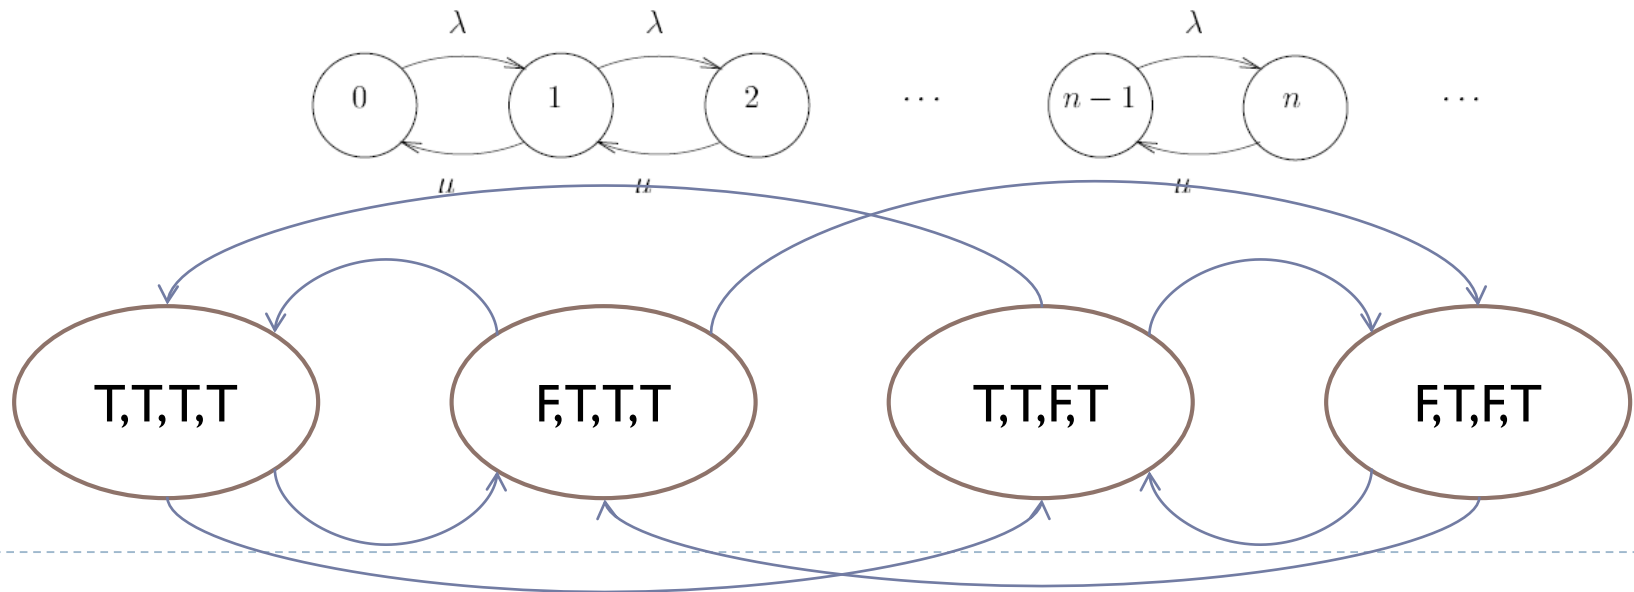 λ λ λ
0 1 2 ⋯ n − 1 n ⋯
u u u
T,T,T,T F,T,T,T T,T,F,T F,T,F,T